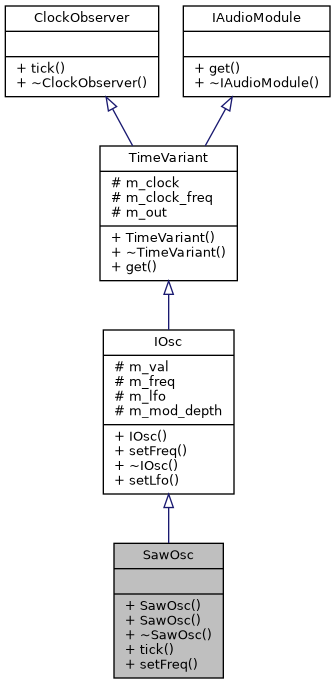 ClockObserver
+ tick()
+ ~ClockObserver()
IAudioModule
+ get()
+ ~IAudioModule()
TimeVariant
# m_clock
# m_clock_freq
# m_out
+ TimeVariant()
+ ~TimeVariant()
+ get()
IOsc
# m_val
# m_freq
# m_lfo
# m_mod_depth
+ IOsc()
+ setFreq()
+ ~IOsc()
+ setLfo()
SawOsc
+ SawOsc()
+ SawOsc()
+ ~SawOsc()
+ tick()
+ setFreq()